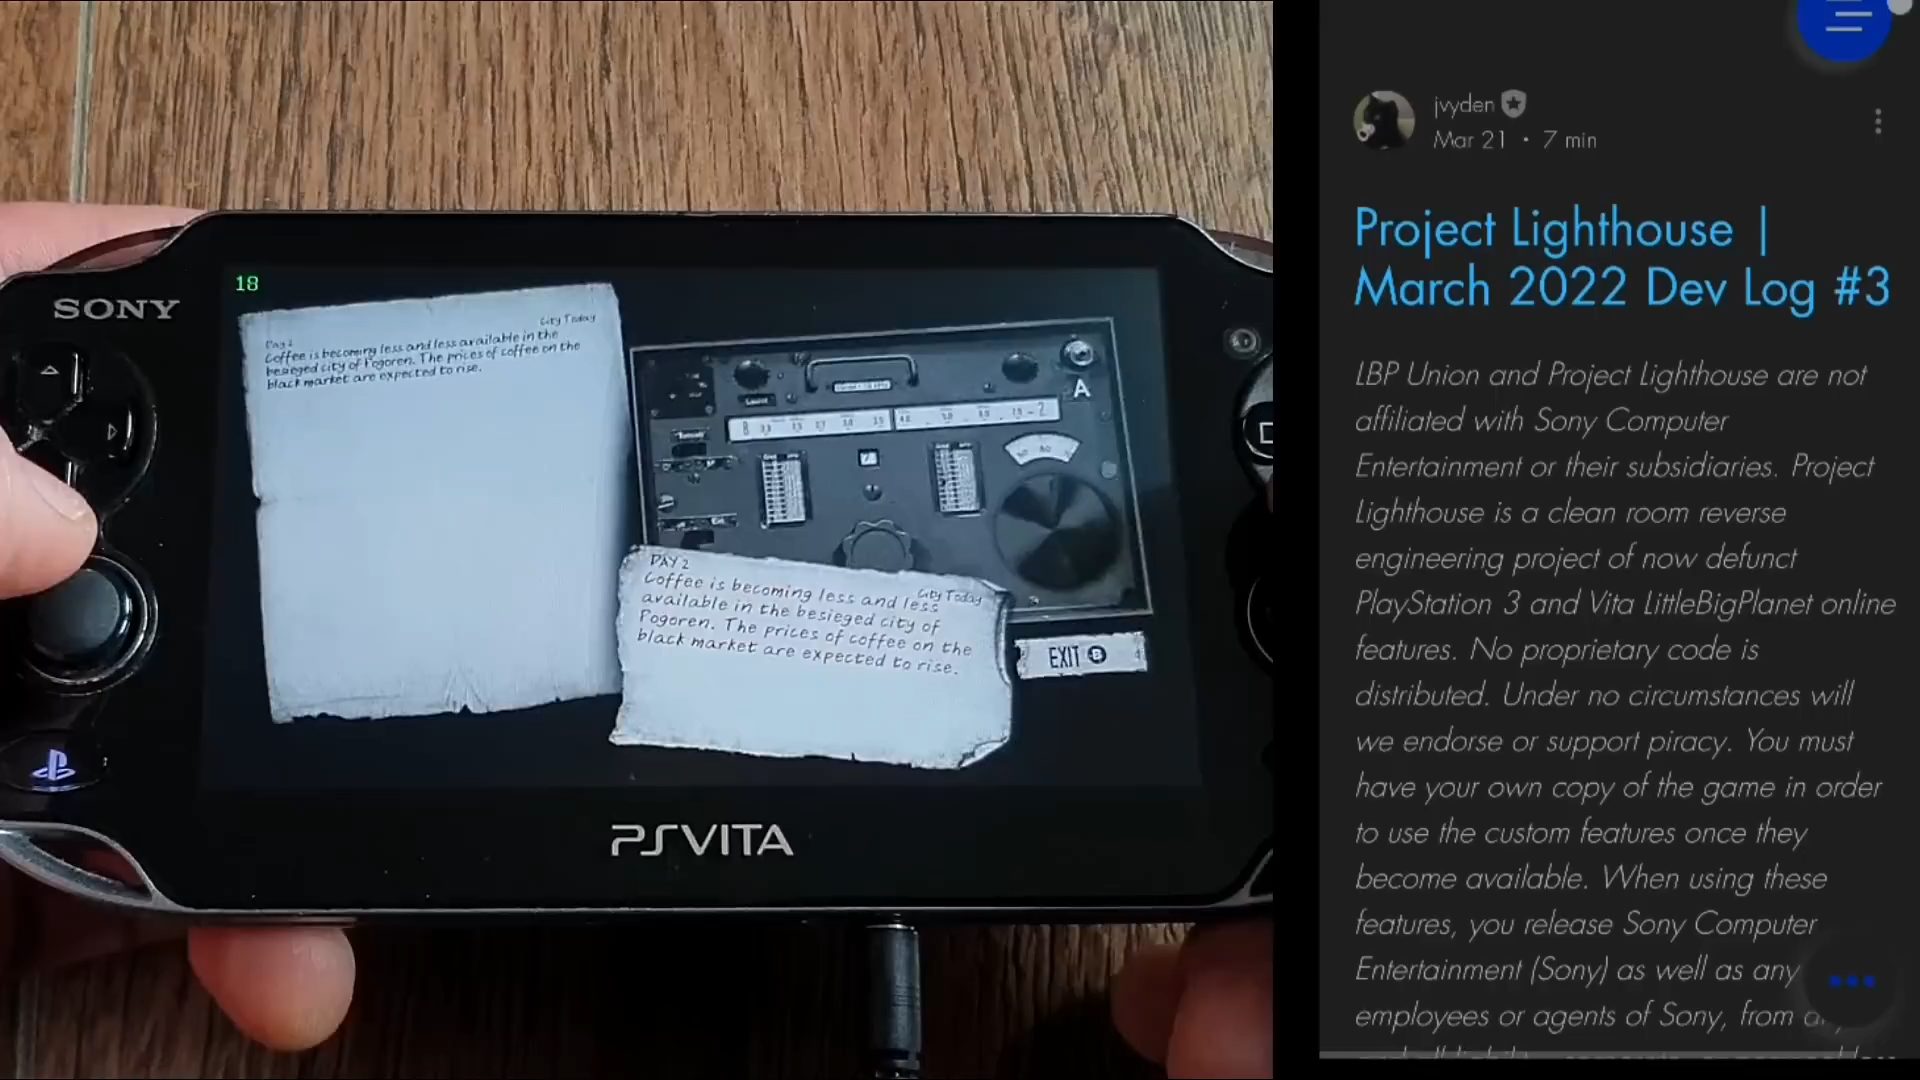 SONY
18
City Today
Day 2
Coffee is becoming less and less available in the
besieged city of Pogoren. The prices of coffee on the
black market are expected to rise.
A
DAY 2
City Today
Coffee is becoming less and less
available in the besieged city of
Pogoren. The prices of coffee on the
black market are expected to rise.
EXIT B
PSVITA
jvyden
Mar 21 • 7 min
Project Lighthouse |
March 2022 Dev Log #3
LBP Union and Project Lighthouse are not
affiliated with Sony Computer
Entertainment or their subsidiaries. Project
Lighthouse is a clean room reverse
engineering project of now defunct
PlayStation 3 and Vita LittleBigPlanet online
features. No proprietary code is
distributed. Under no circumstances will
we endorse or support piracy. You must
have your own copy of the game in order
to use the custom features once they
become available. When using these
features, you release Sony Computer
Entertainment (Sony) as well as any
employees or agents of Sony, from